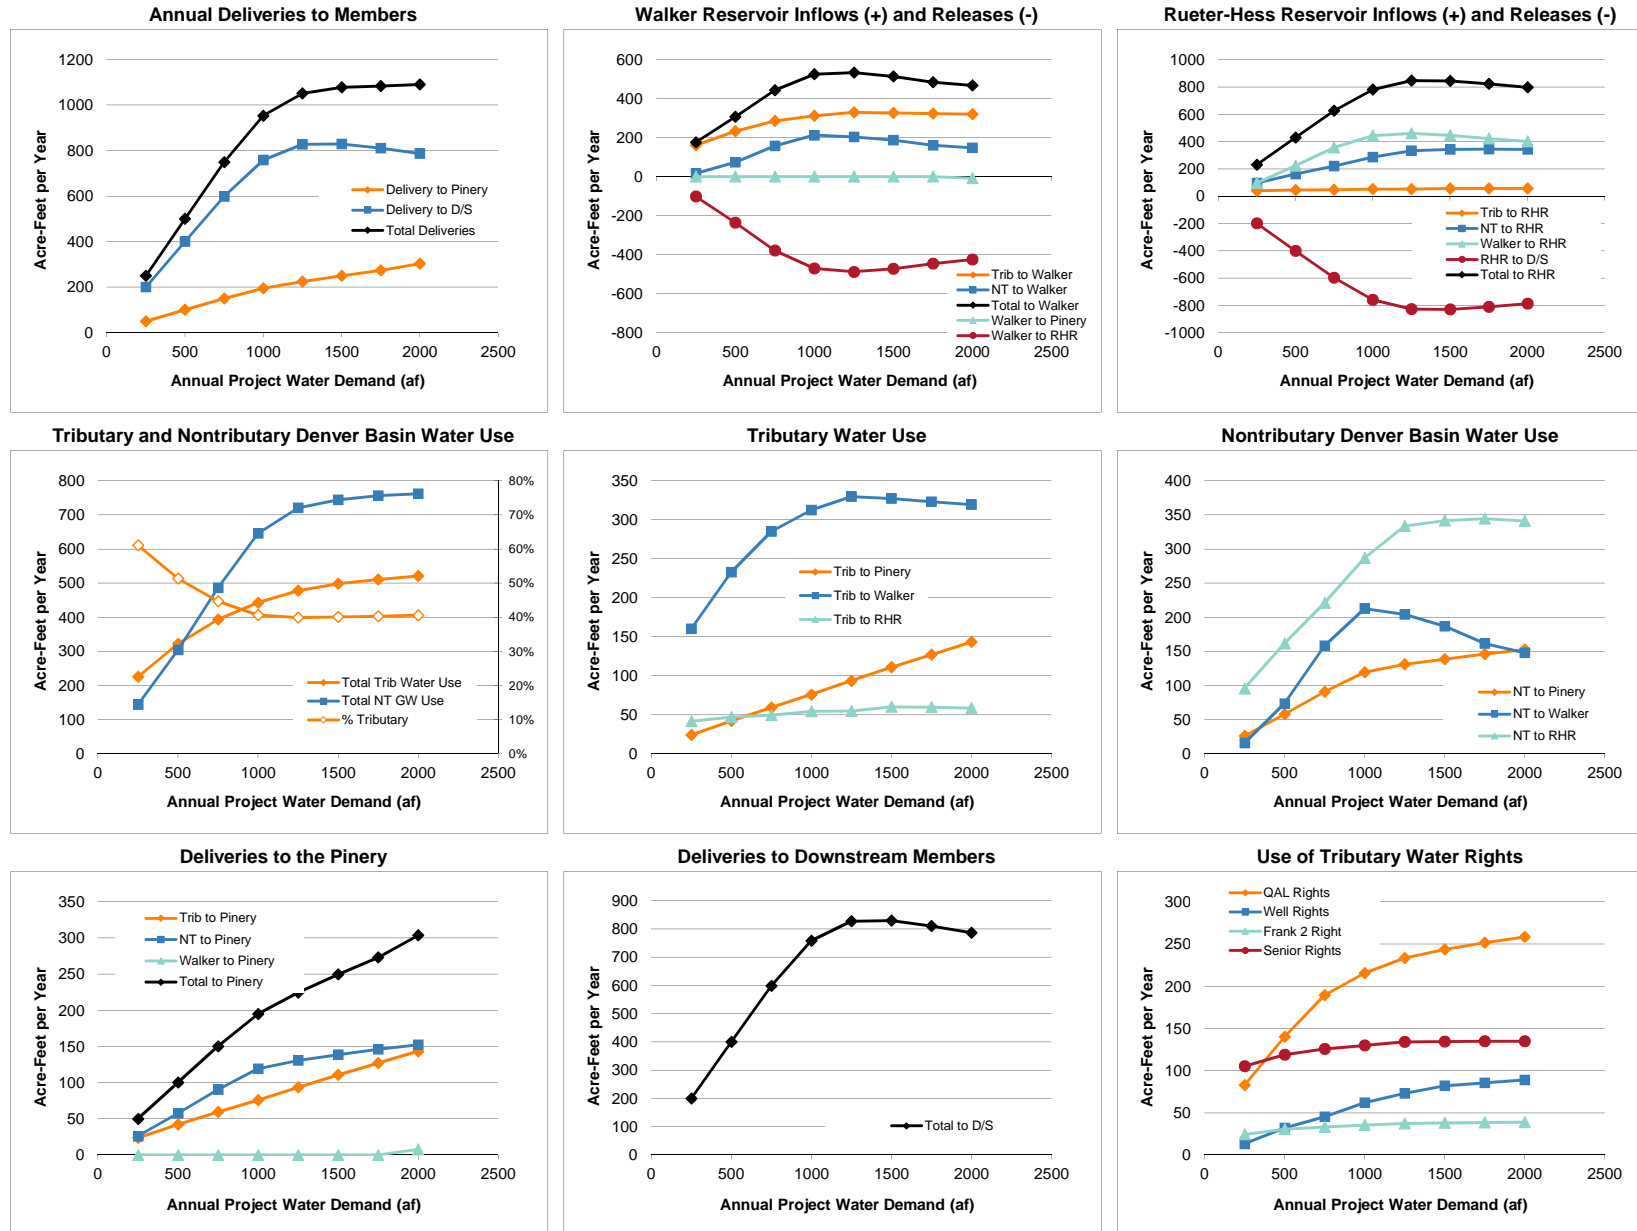 Annual Deliveries to Members
1200
1000
800
600
400
200
0
0 500 1000 1500 2000 2500
Acre-Feet per Year
Annual Project Water Demand (af)
Delivery to Pinery
Delivery to D/S
Total Deliveries
Walker Reservoir Inflows (+) and Releases (-)
600
400
200
0
-200
-400
-600
-800
0 500 1000 1500 2000 2500
Acre-Feet per Year
Annual Project Water Demand (af)
Trib to Walker
NT to Walker
Total to Walker
Walker to Pinery
Walker to RHR
Rueter-Hess Reservoir Inflows (+) and Releases (-)
1000
800
600
400
200
0
-200
-400
-600
-800
-1000
0 500 1000 1500 2000 2500
Acre-Feet per Year
Annual Project Water Demand (af)
Trib to RHR
NT to RHR
Walker to RHR
RHR to D/S
Total to RHR
Tributary and Nontributary Denver Basin Water Use
800
700
600
500
400
300
200
100
0
80%
70%
60%
50%
40%
30%
20%
10%
0%
0 500 1000 1500 2000 2500
Acre-Feet per Year
Annual Project Water Demand (af)
Total Trib Water Use
Total NT GW Use
% Tributary
Tributary Water Use
350
300
250
200
150
100
50
0
0 500 1000 1500 2000 2500
Acre-Feet per Year
Annual Project Water Demand (af)
Trib to Pinery
Trib to Walker
Trib to RHR
Nontributary Denver Basin Water Use
400
350
300
250
200
150
100
50
0
0 500 1000 1500 2000 2500
Acre-Feet per Year
Annual Project Water Demand (af)
NT to Pinery
NT to Walker
NT to RHR
Deliveries to the Pinery
350
300
250
200
150
100
50
0
0 500 1000 1500 2000 2500
Acre-Feet per Year
Annual Project Water Demand (af)
Trib to Pinery
NT to Pinery
Walker to Pinery
Total to Pinery
Deliveries to Downstream Members
900
800
700
600
500
400
300
200
100
0
0 500 1000 1500 2000 2500
Acre-Feet per Year
Annual Project Water Demand (af)
Total to D/S
Use of Tributary Water Rights
300
250
200
150
100
50
0
0 500 1000 1500 2000 2500
Acre-Feet per Year
Annual Project Water Demand (af)
QAL Rights
Well Rights
Frank 2 Right
Senior Rights